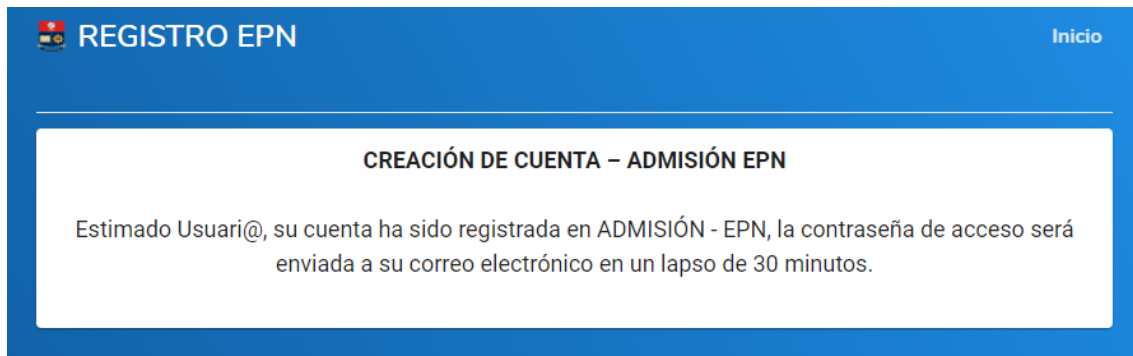 REGISTRO EPN
Inicio
CREACIÓN DE CUENTA – ADMISIÓN EPN
Estimado Usuari@, su cuenta ha sido registrada en ADMISIÓN - EPN, la contraseña de acceso será
enviada a su correo electrónico en un lapso de 30 minutos.